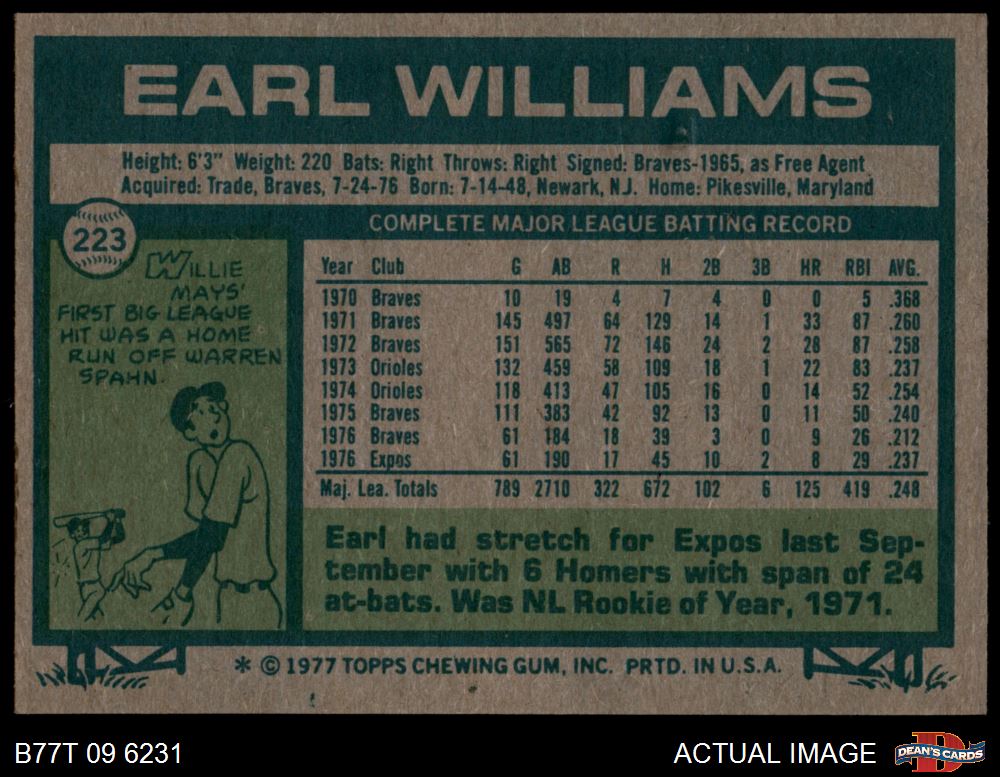 EARL WILLIAMS
Height: 6'3" Weight: 220 Bats: Right Throws: Right Signed: Braves-1965, as Free Agent
Acquired: Trade, Braves, 7-24-76 Born: 7-14-48, Newark, N.J. Home: Pikesville, Maryland
223
WILLIE
MAYS'
FIRST BIG LEAGUE
HIT WAS A HOME
RUN OFF WARREN
SPAHN.
COMPLETE MAJOR LEAGUE BATTING RECORD
Year Club G AB R H 2B 3B HR RBI AVG.
1970 Braves 10 19 4 7 4 0 0 5 .368
1971 Braves 145 497 64 129 14 1 33 87 .260
1972 Braves 151 565 72 146 24 2 28 87 .258
1973 Orioles 132 459 58 109 18 1 22 83 .237
1974 Orioles 118 413 47 105 16 0 14 52 .254
1975 Braves 111 383 42 92 13 0 11 50 .240
1976 Braves 61 184 18 39 3 0 9 26 .212
1976 Expos 61 190 17 45 10 2 8 29 .237
Maj. Lea. Totals 789 2710 322 672 102 6 125 419 .248
Earl had stretch for Expos last Sep-
tember with 6 Homers with span of 24
at-bats. Was NL Rookie of Year, 1971.
* © 1977 TOPPS CHEWING GUM, INC. PRTD. IN U.S.A.
B77T 09 6231
ACTUAL IMAGE
D
DEAN'S CARDS